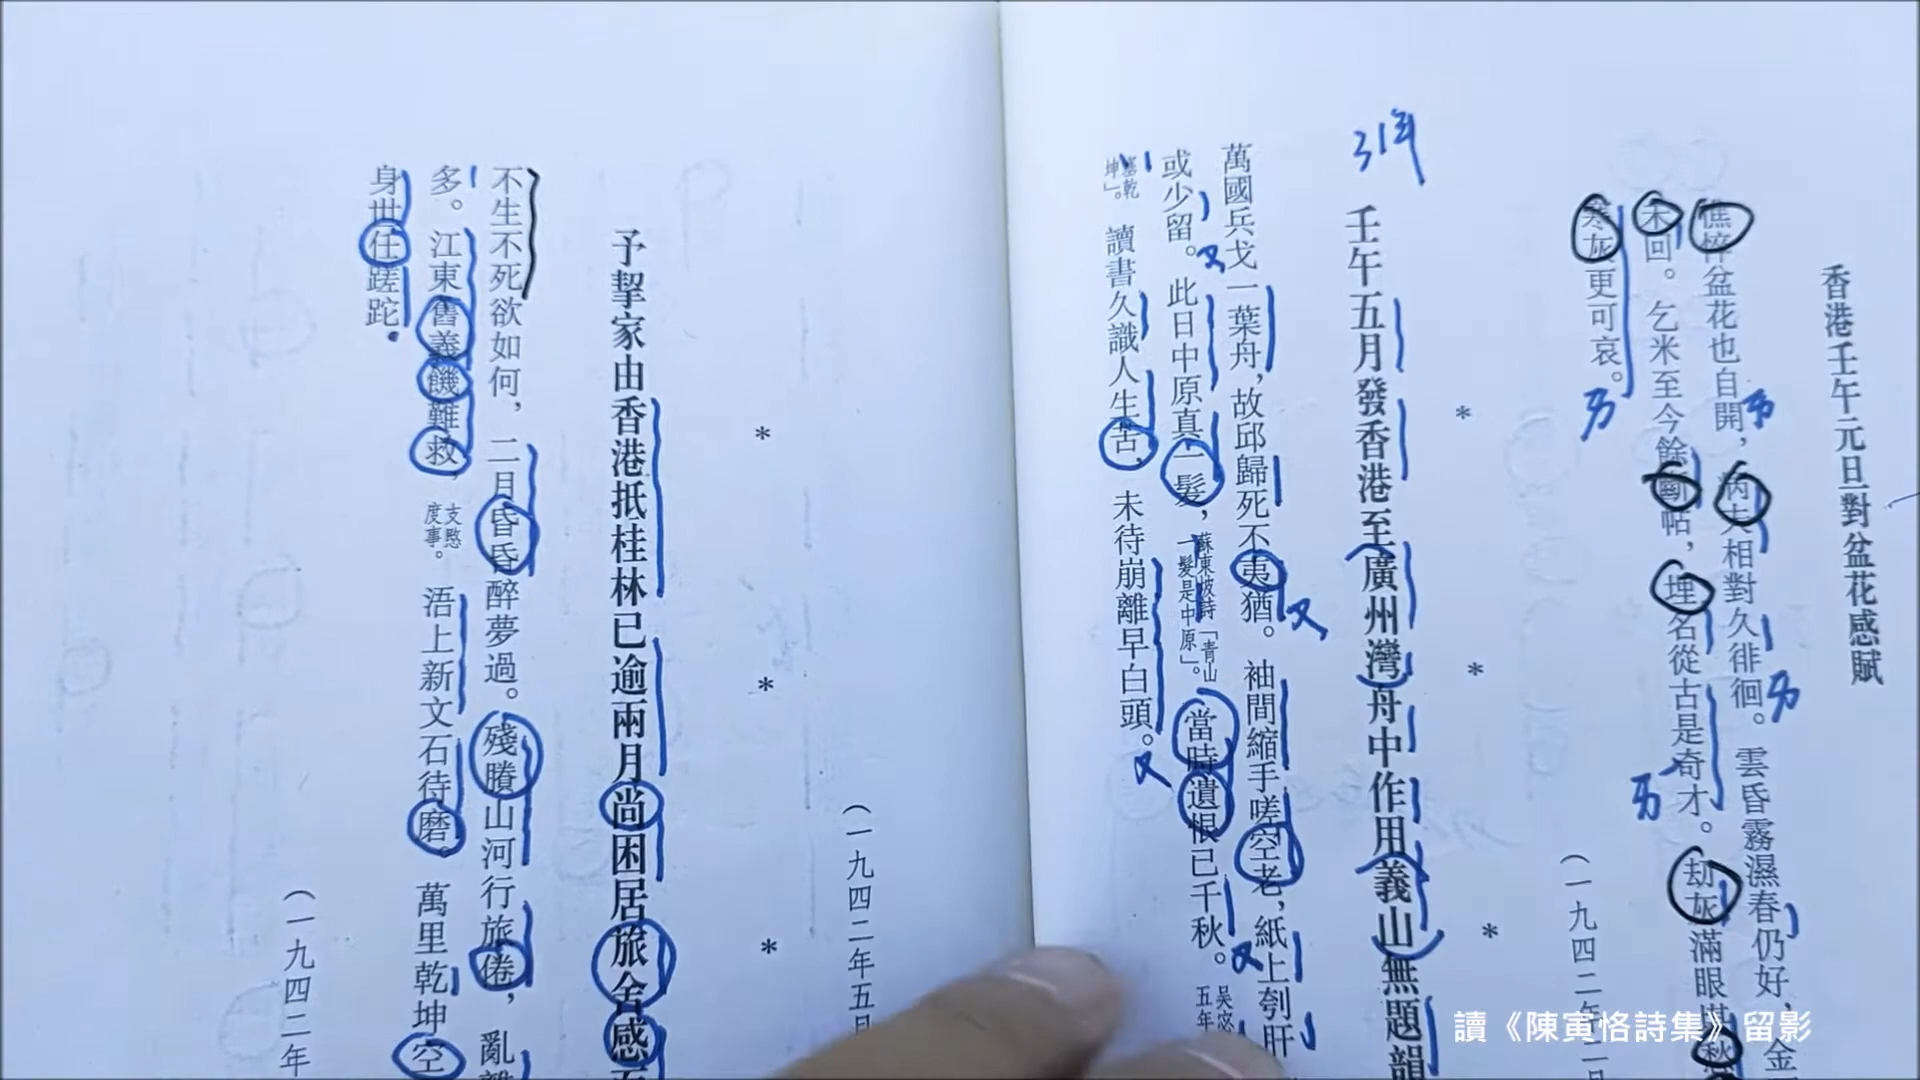 香港壬午元日對盆花感賦
憔悴盆花也自開，病夫相對久徘徊。雲昏霧濕春仍好，金
未回。乞米至今餘斷帖，埋名從古是奇才。劫灰滿眼
寒灰更可哀。
（一九四二年二月
*
*
*
31年
壬午五月發香港至廣州灣舟中作用義山無題韻
萬國兵戈一葉舟，故邱歸死不夷猶。袖間縮手嗟空老，紙上刳肝
或少留。此日中原真一髮，蘇東坡詩「青山一髮是中原」。當時遺恨已千秋。吳宓 五年
乾坤」。讀書久識人生苦，未待崩離早白頭。
（一九四二年五月
*
*
*
予挈家由香港抵桂林已逾兩月尚困居旅舍感
不生不死欲如何，二月昏昏醉夢過。殘賸山河行旅倦，亂
多。江東舊義饑難救，支愍度事。浯上新文石待磨。萬里乾坤空
身世任蹉跎。
（一九四二年
讀《陳寅恪詩集》留影